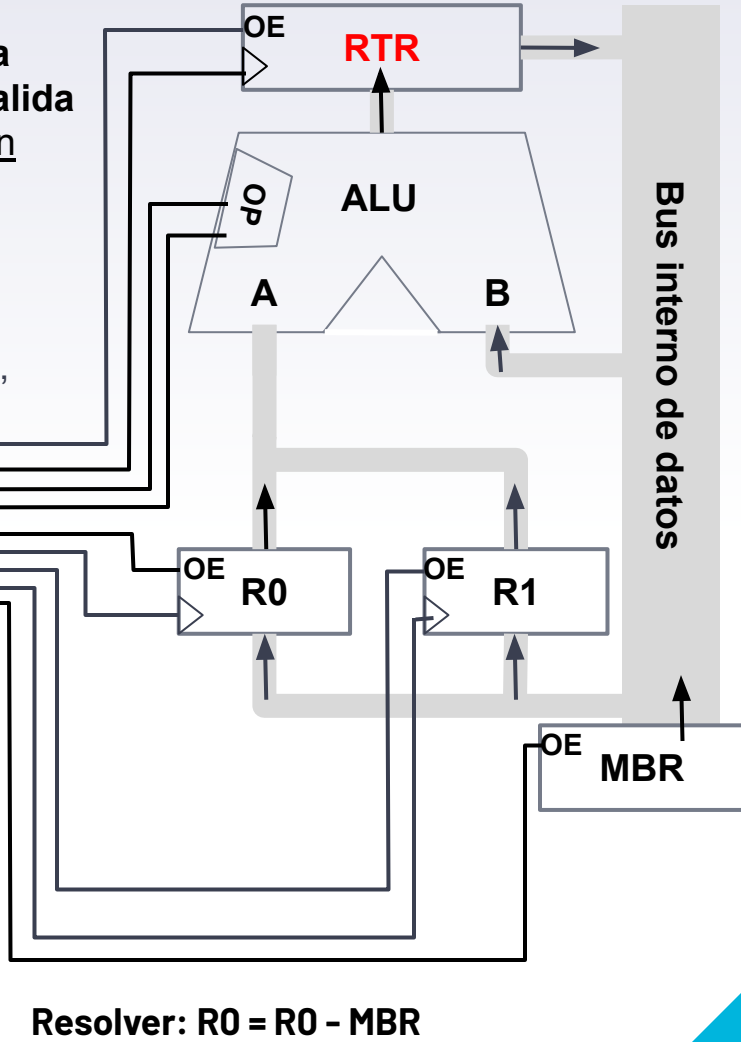 OE
RTR
a
alida
n
OP
ALU
A
B
Bus interno de datos
,
OE
R0
OE
R1
OE
MBR
Resolver: R0 = R0 - MBR